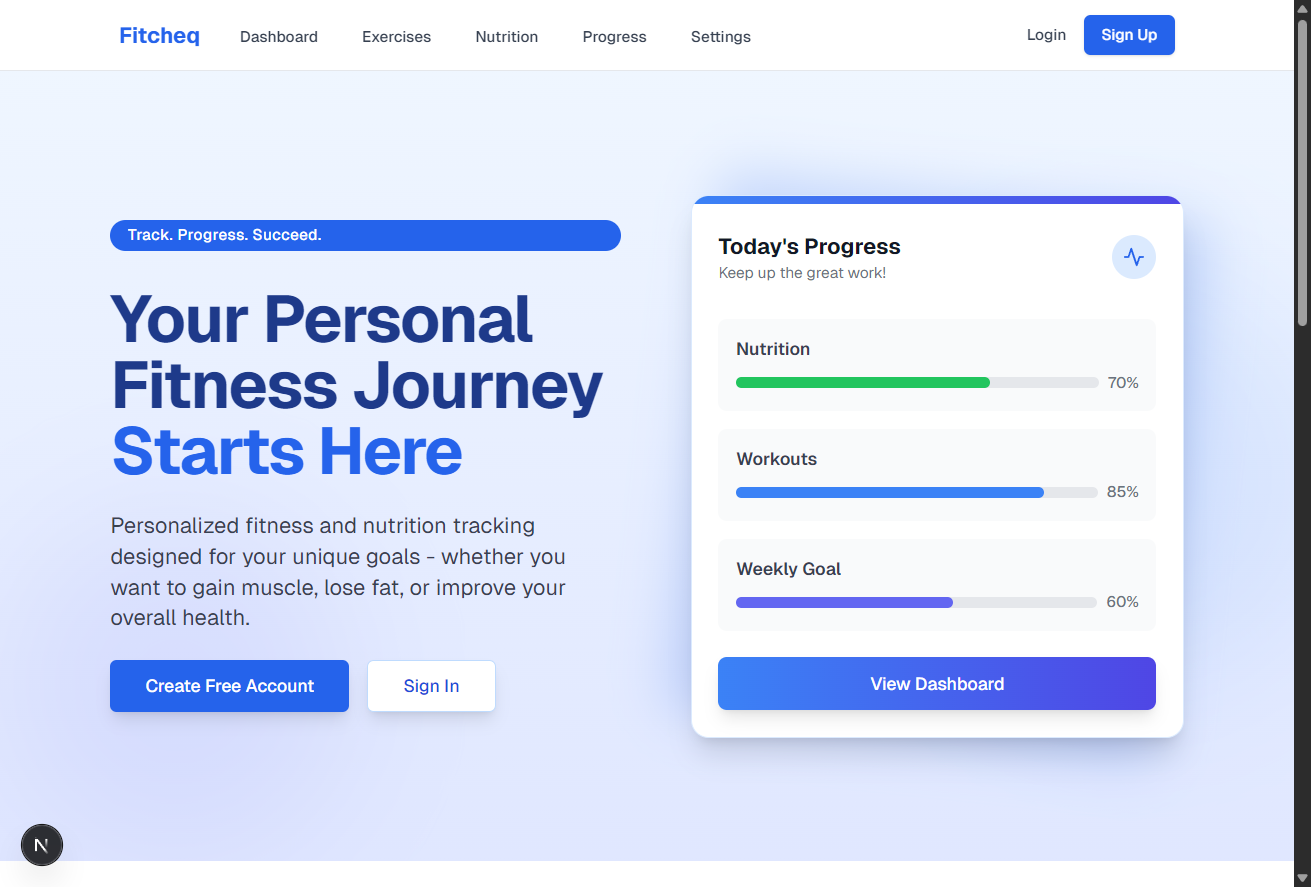 Fitcheq
Dashboard
Exercises
Nutrition
Progress
Settings
Login
Sign Up
Track. Progress. Succeed.
Your Personal
Fitness Journey
Starts Here
Personalized fitness and nutrition tracking
designed for your unique goals - whether you
want to gain muscle, lose fat, or improve your
overall health.
Create Free Account
Sign In
Today's Progress
Keep up the great work!
Nutrition
70%
Workouts
85%
Weekly Goal
60%
View Dashboard
N